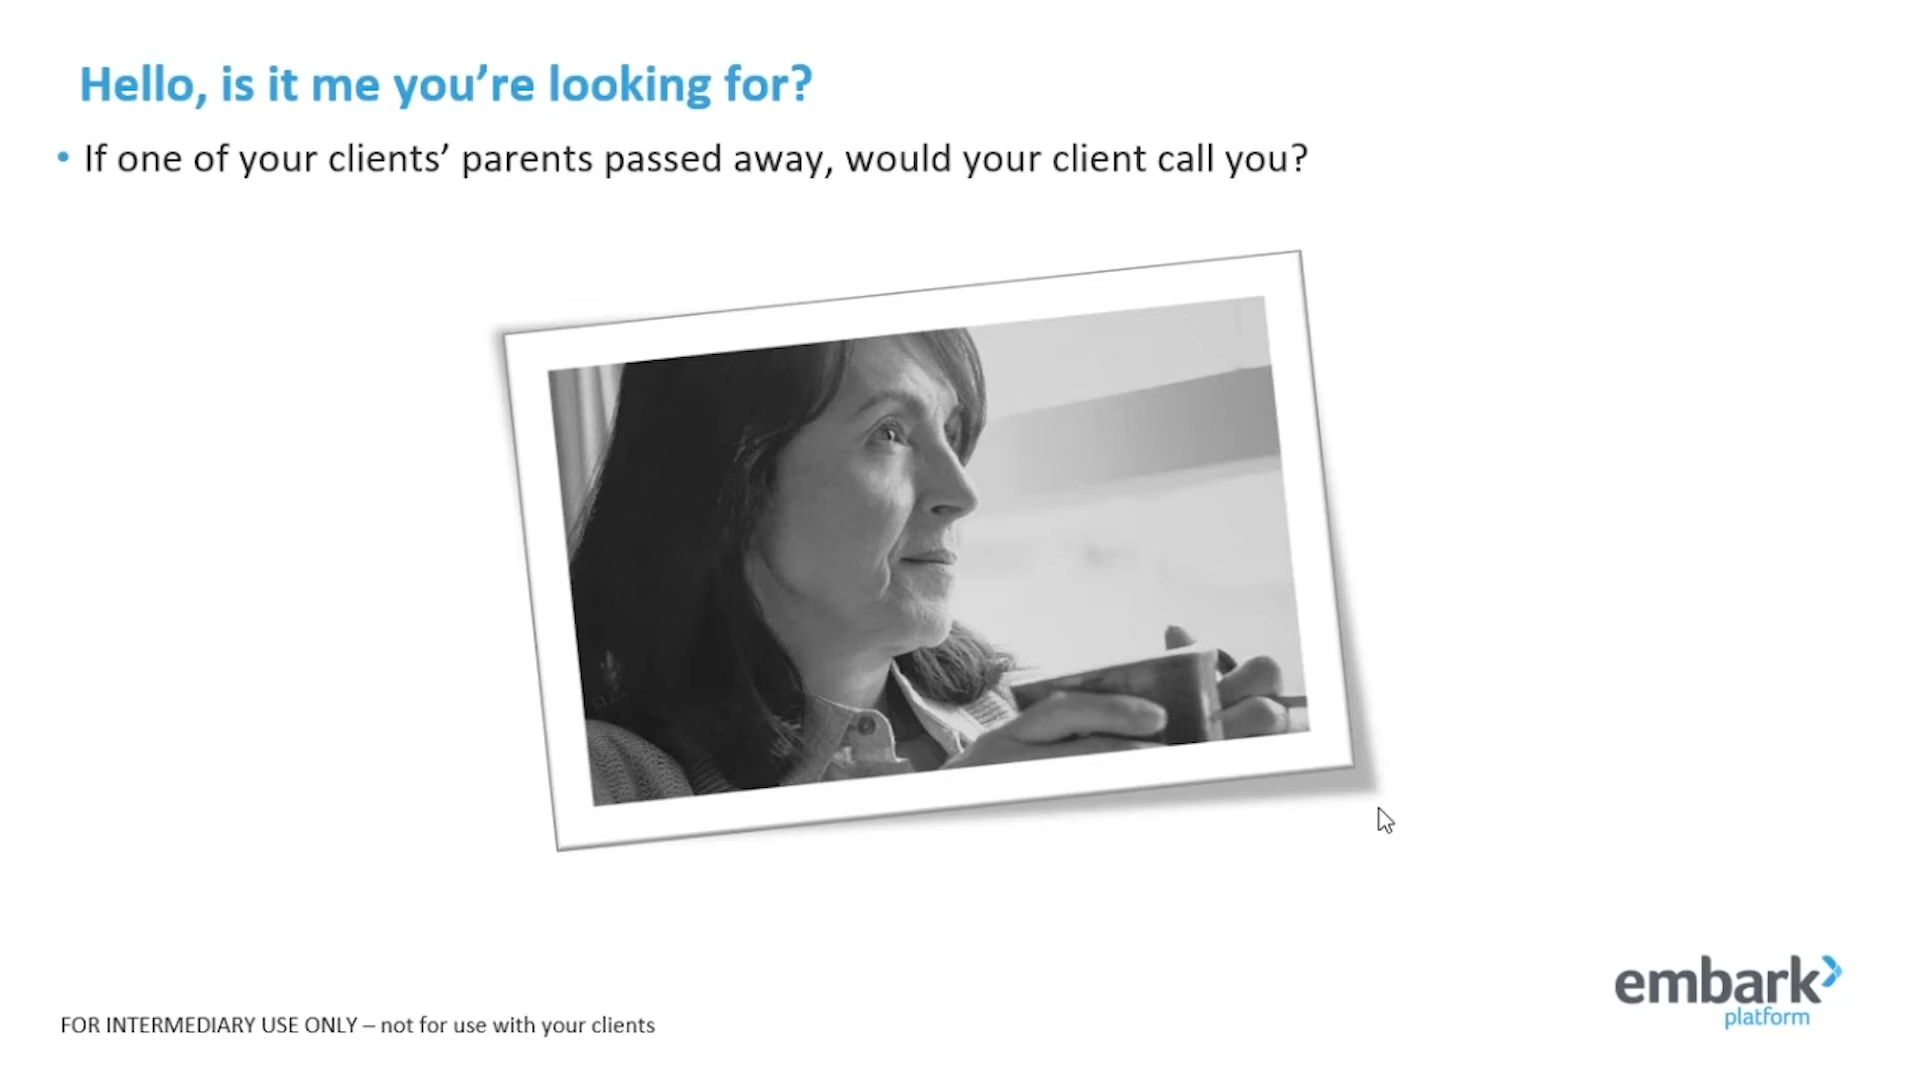 Hello, is it me you’re looking for?
• If one of your clients’ parents passed away, would your client call you?
embark
platform
FOR INTERMEDIARY USE ONLY – not for use with your clients